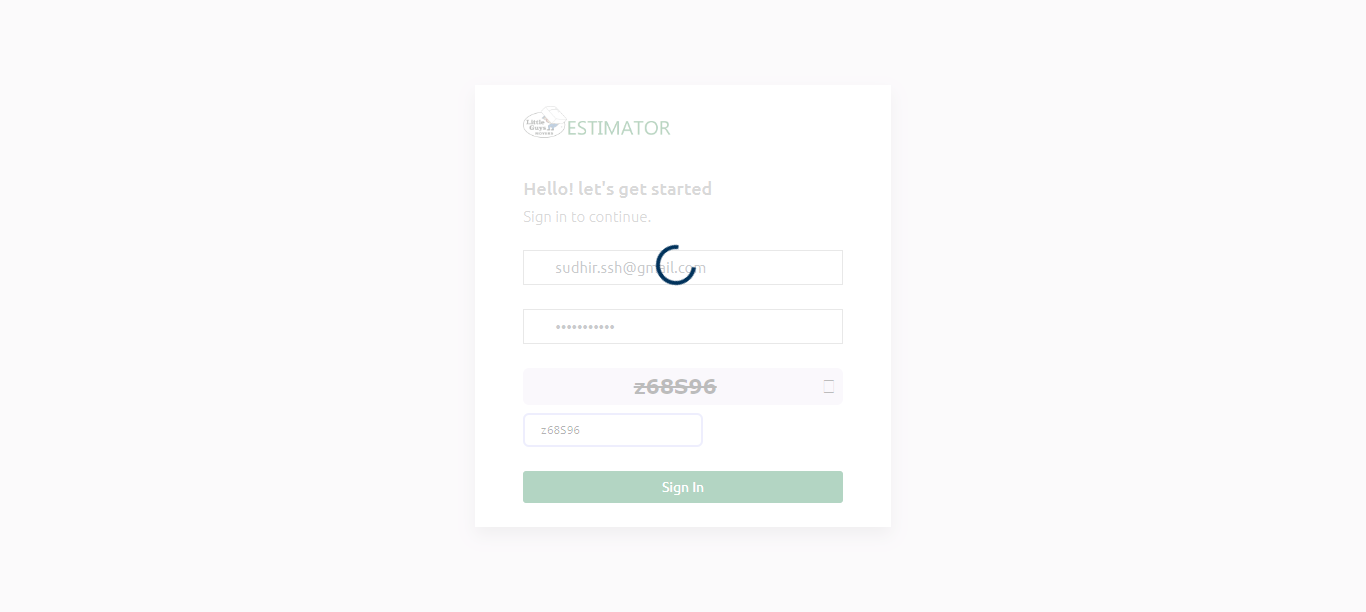 Little
Guys
MOVERS
ESTIMATOR
Hello! let's get started
Sign in to continue.
sudhir.ssh@gmail.com
•••••••••••
z68S96
z68S96
Sign In